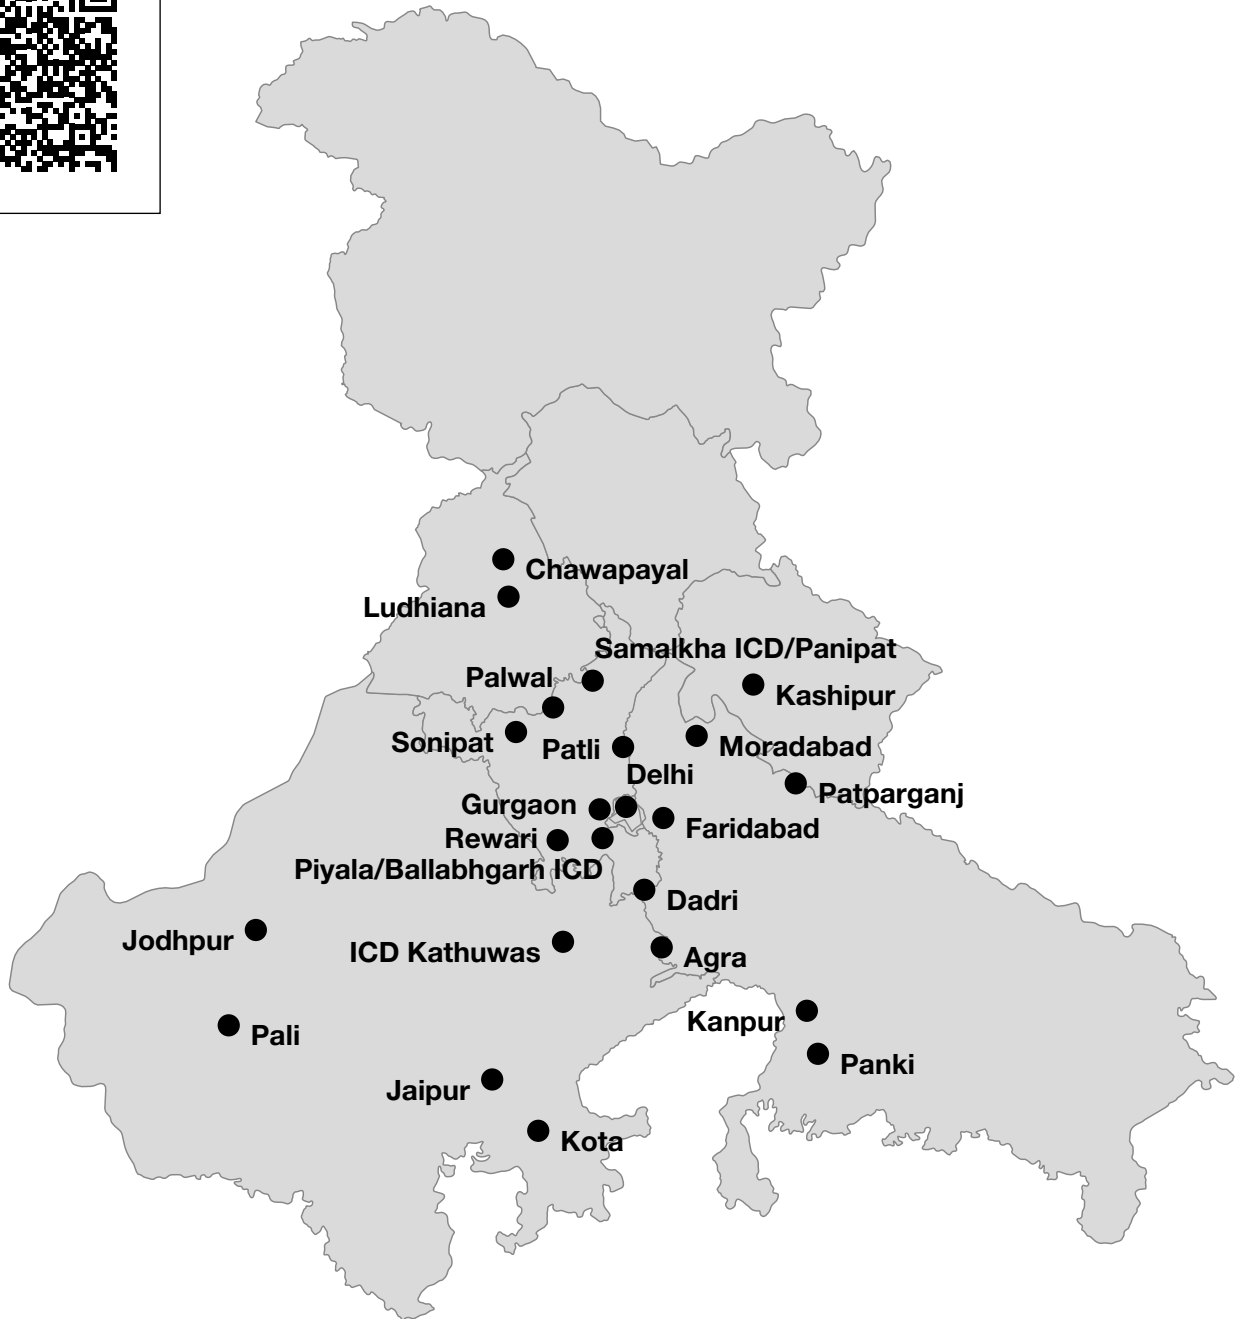 Chawapayal
Ludhiana
Samalkha ICD/Panipat
Palwal
Kashipur
Sonipat
Patli
Moradabad
Delhi
Patparganj
Gurgaon
Faridabad
Rewari
Piyala/Ballabhgarh ICD
Dadri
Jodhpur
ICD Kathuwas
Agra
Kanpur
Pali
Panki
Jaipur
Kota